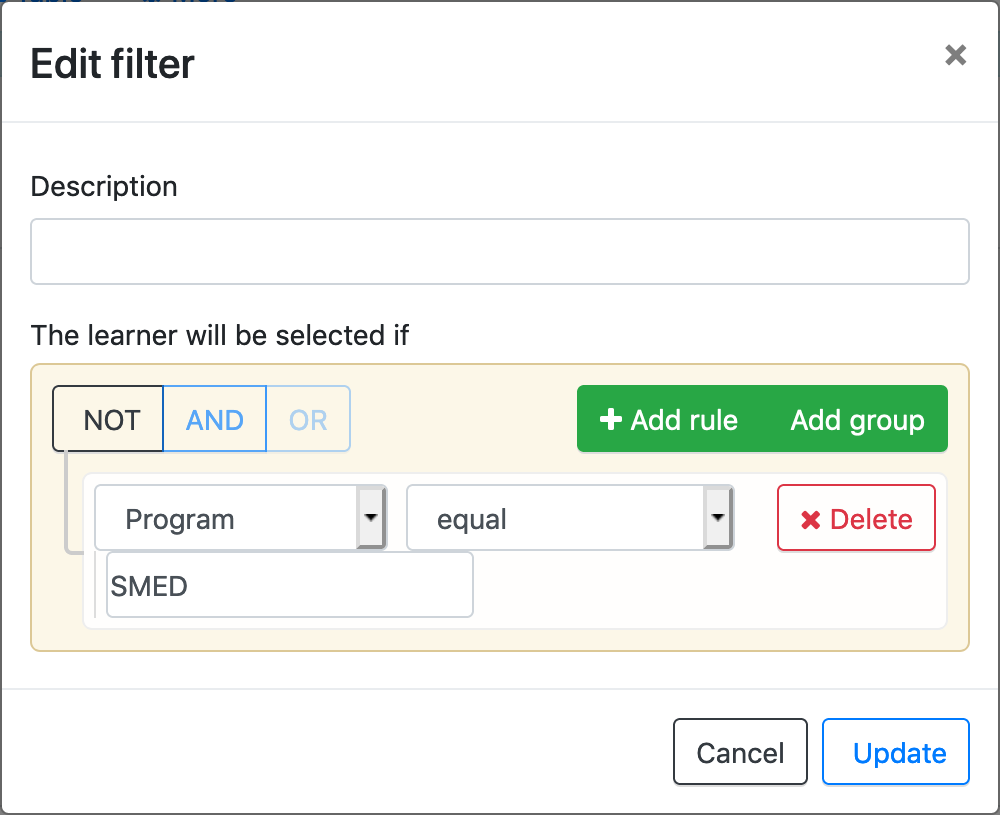 Edit filter
Description
The learner will be selected if
NOT AND OR Add rule Add group
Program equal Delete
SMED
Cancel Update